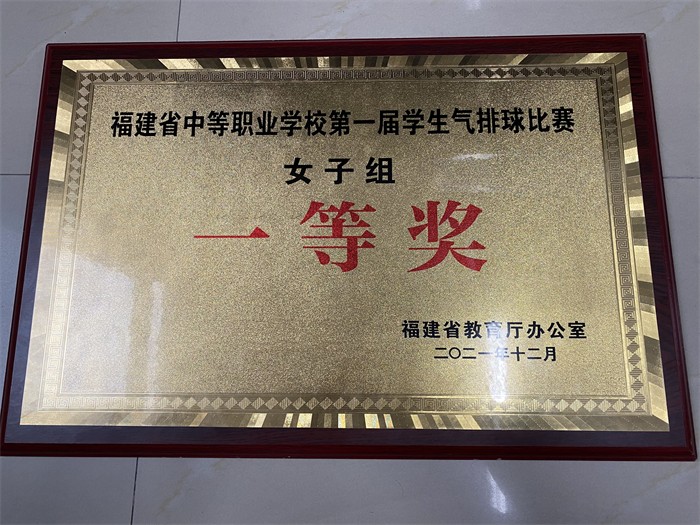 福建省中等职业学校第一届学生气排球比赛
女子组
一等奖
福建省教育厅办公室
二〇二一年十二月